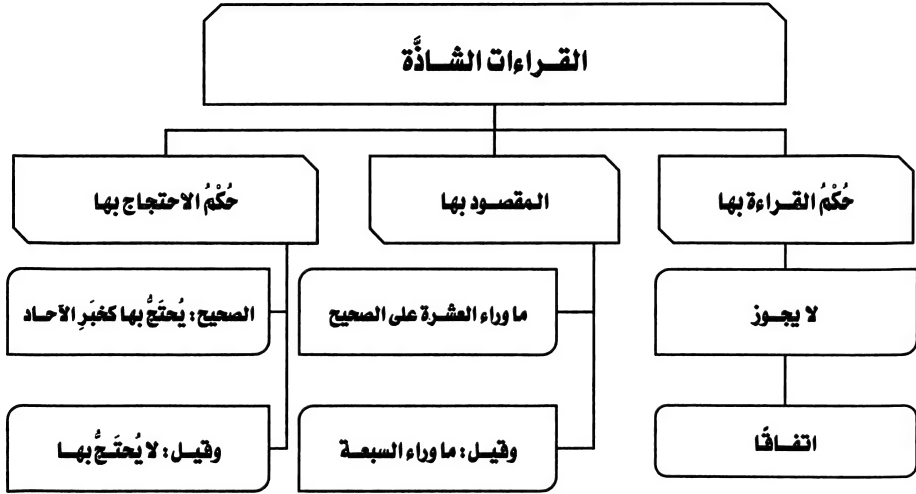 القراءات الشاذَّة
حُكْمُ القراءة بها
المقصود بها
حُكْمُ الاحتجاج بها
لا يجوز
ما وراء العشرة على الصحيح
الصحيح: يُحتَجُّ بها كخبَرِ الآحاد
اتفاقًا
وقيل: ما وراء السبعة
وقيل: لا يُحتَجُّ بها